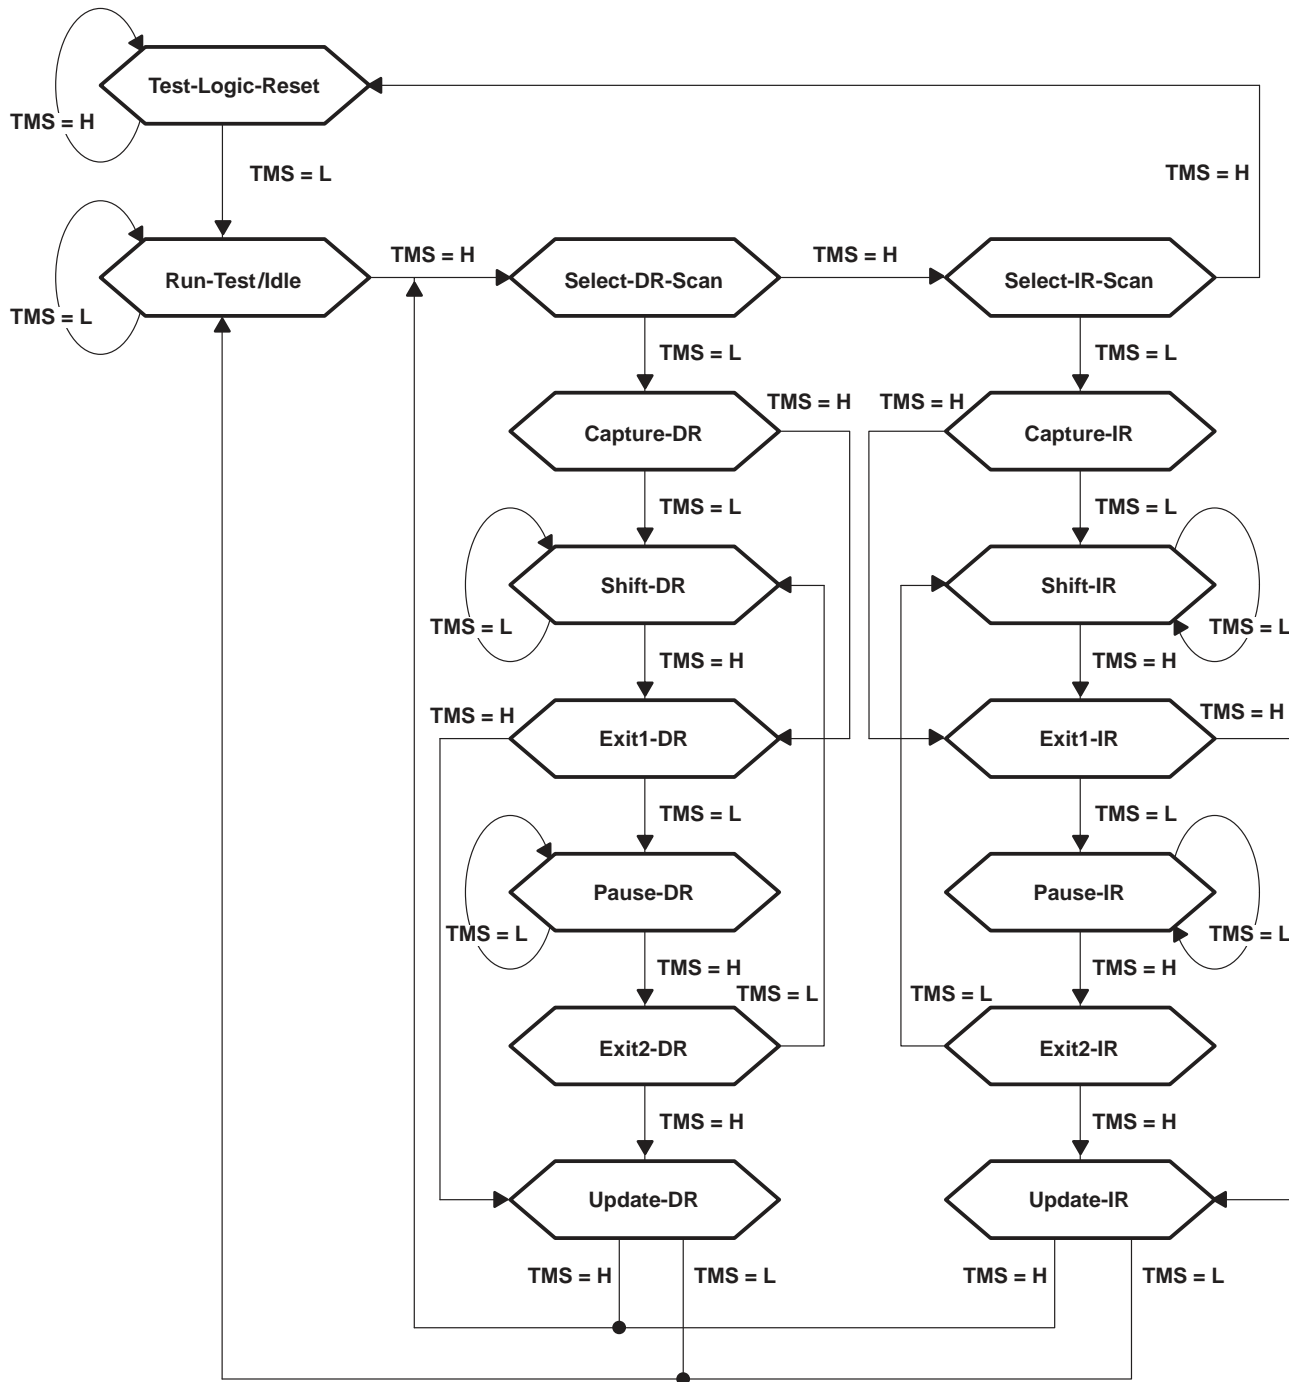 Test-Logic-Reset
TMS = H
TMS = L
TMS = H
Run-Test/Idle
TMS = L
TMS = H
Select-DR-Scan
TMS = H
Select-IR-Scan
TMS = L
TMS = L
TMS = H
TMS = H
Capture-DR
Capture-IR
TMS = L
TMS = L
Shift-DR
Shift-IR
TMS = L
TMS = L
TMS = H
TMS = H
TMS = H
TMS = H
Exit1-DR
Exit1-IR
TMS = L
TMS = L
Pause-DR
Pause-IR
TMS = L
TMS = L
TMS = H
TMS = H
TMS = L
TMS = L
Exit2-DR
Exit2-IR
TMS = H
TMS = H
Update-DR
Update-IR
TMS = H
TMS = L
TMS = H
TMS = L